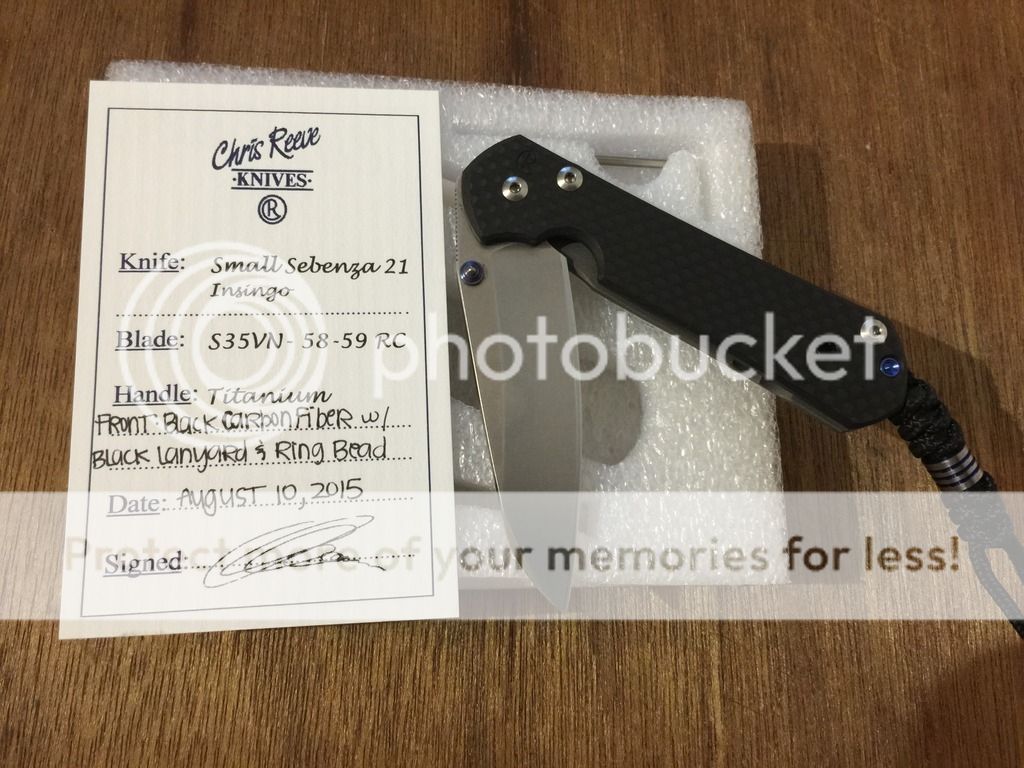 Chris Reeve
·KNIVES·
R
Knife: Small Sebenza 21
Insingo
Blade: S35VN - 58-59 RC
Handle: Titanium
Front: Black Carbon Fiber w/
Black Lanyard & Ring Bead
Date: August 10, 2015
Signed:
photobucket
Protect more of your memories for less!